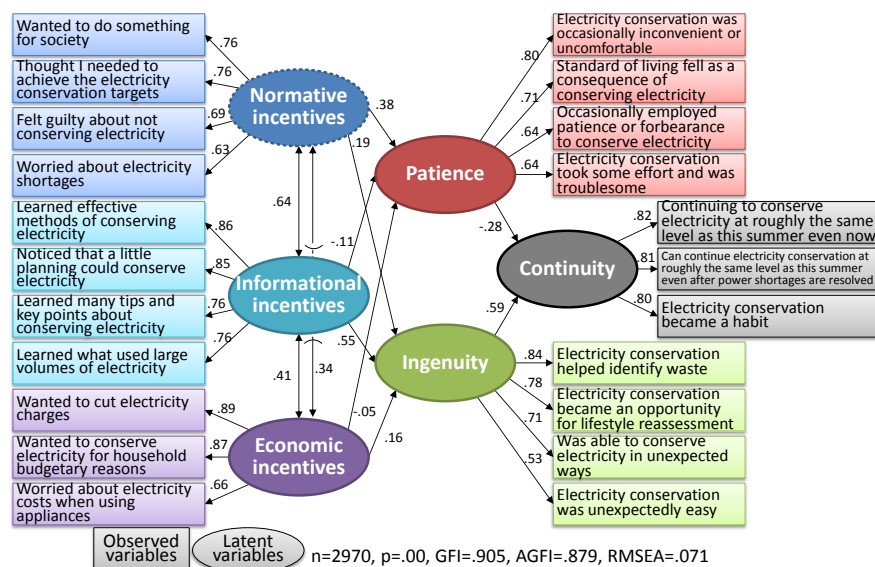 Wanted to do something
for society
Thought I needed to
achieve the electricity
conservation targets
Felt guilty about not
conserving electricity
Worried about electricity
shortages
Learned effective
methods of conserving
electricity
Noticed that a little
planning could conserve
electricity
Learned many tips and
key points about
conserving electricity
Learned what used large
volumes of electricity
Wanted to cut electricity
charges
Wanted to conserve
electricity for household
budgetary reasons
Worried about electricity
costs when using
appliances
.76
.76
.69
.63
.86
.85
.76
.76
.89
.87
.66
Normative
incentives
Informational
incentives
Economic
incentives
.64
-.11
.41
.34
.38
.19
.55
-.05
.16
Patience
Ingenuity
-.28
.59
Continuity
.80
.71
.64
.64
Electricity conservation was
occasionally inconvenient or
uncomfortable
Standard of living fell as a
consequence of
conserving electricity
Occasionally employed
patience or forbearance
to conserve electricity
Electricity conservation
took some effort and was
troublesome
.82
.81
.80
Continuing to conserve
electricity at roughly the same
level as this summer even now
Can continue electricity conservation at
roughly the same level as this summer
even after power shortages are resolved
Electricity conservation
became a habit
.84
.78
.71
.53
Electricity conservation
helped identify waste
Electricity conservation
became an opportunity
for lifestyle reassessment
Was able to conserve
electricity in unexpected
ways
Electricity conservation
was unexpectedly easy
Observed
variables
Latent
variables
n=2970, p=.00, GFI=.905, AGFI=.879, RMSEA=.071